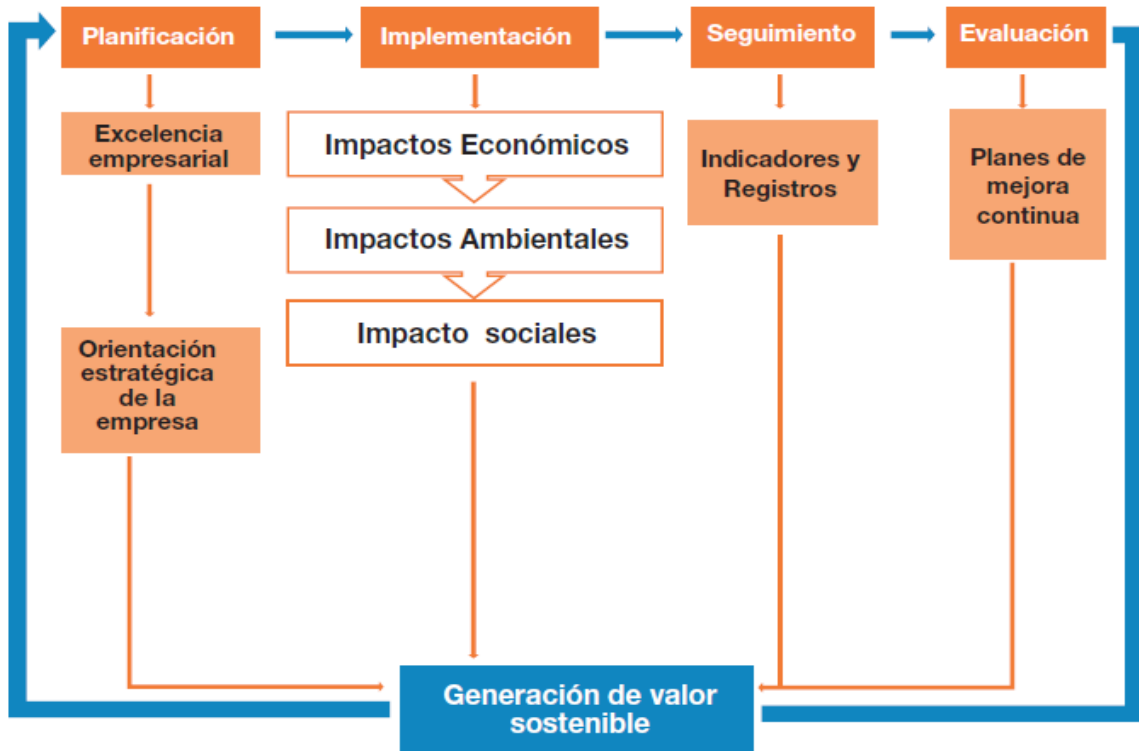 Planificación
Implementación
Seguimiento
Evaluación
Excelencia
empresarial
Orientación
estratégica
de la
empresa
Impactos Económicos
Impactos Ambientales
Impacto sociales
Indicadores y
Registros
Planes de
mejora
continua
Generación de valor
sostenible